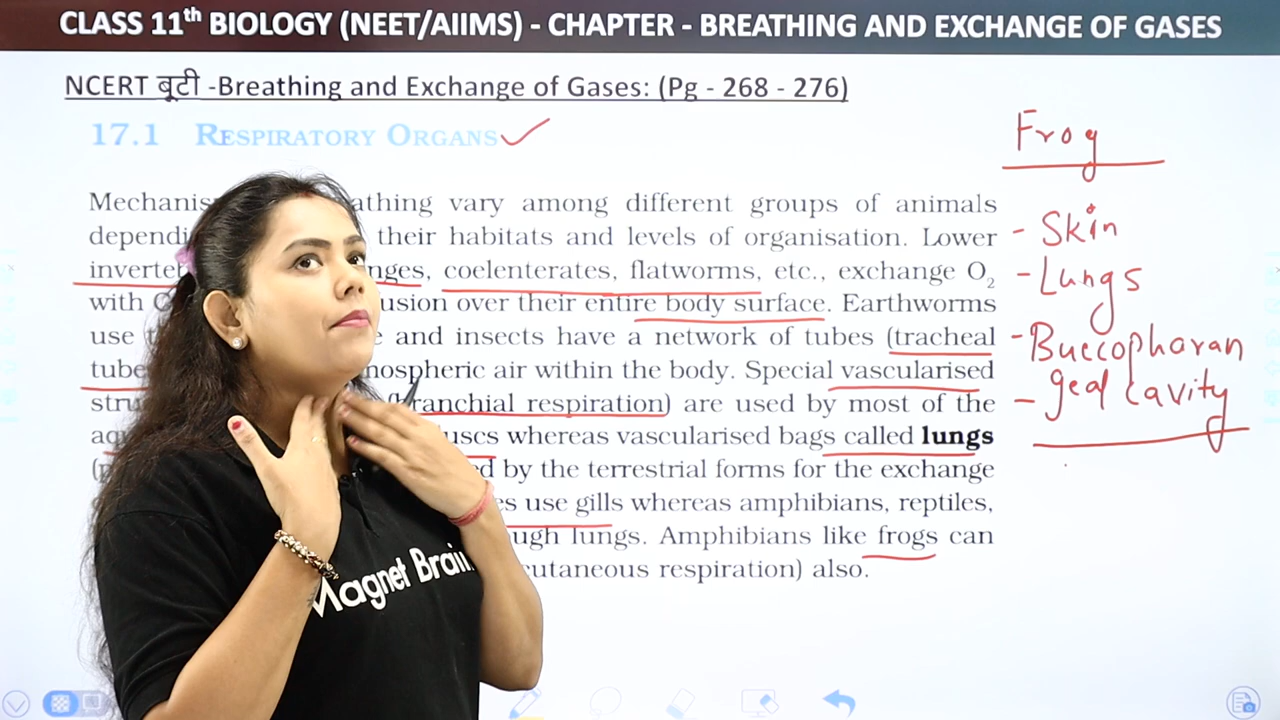 CLASS 11th BIOLOGY (NEET/AIIMS) - CHAPTER - BREATHING AND EXCHANGE OF GASES
NCERT बूटी -Breathing and Exchange of Gases: (Pg - 268 - 276)
17.1 RESPIRATORY ORGANS
Mechanis athing vary among different groups of animals
dependi their habitats and levels of organisation. Lower
inverteb nges, coelenterates, flatworms, etc., exchange O2
with C usion over their entire body surface. Earthworms
use t e and insects have a network of tubes (tracheal
tube nospheric air within the body. Special vascularised
stru (branchial respiration) are used by most of the
aq uscs whereas vascularised bags called lungs
d by the terrestrial forms for the exchange
es use gills whereas amphibians, reptiles,
ugh lungs. Amphibians like frogs can
cutaneous respiration) also.
Frog
- Skin
- Lungs
- Buccopharan
- geal cavity
Magnet Brain